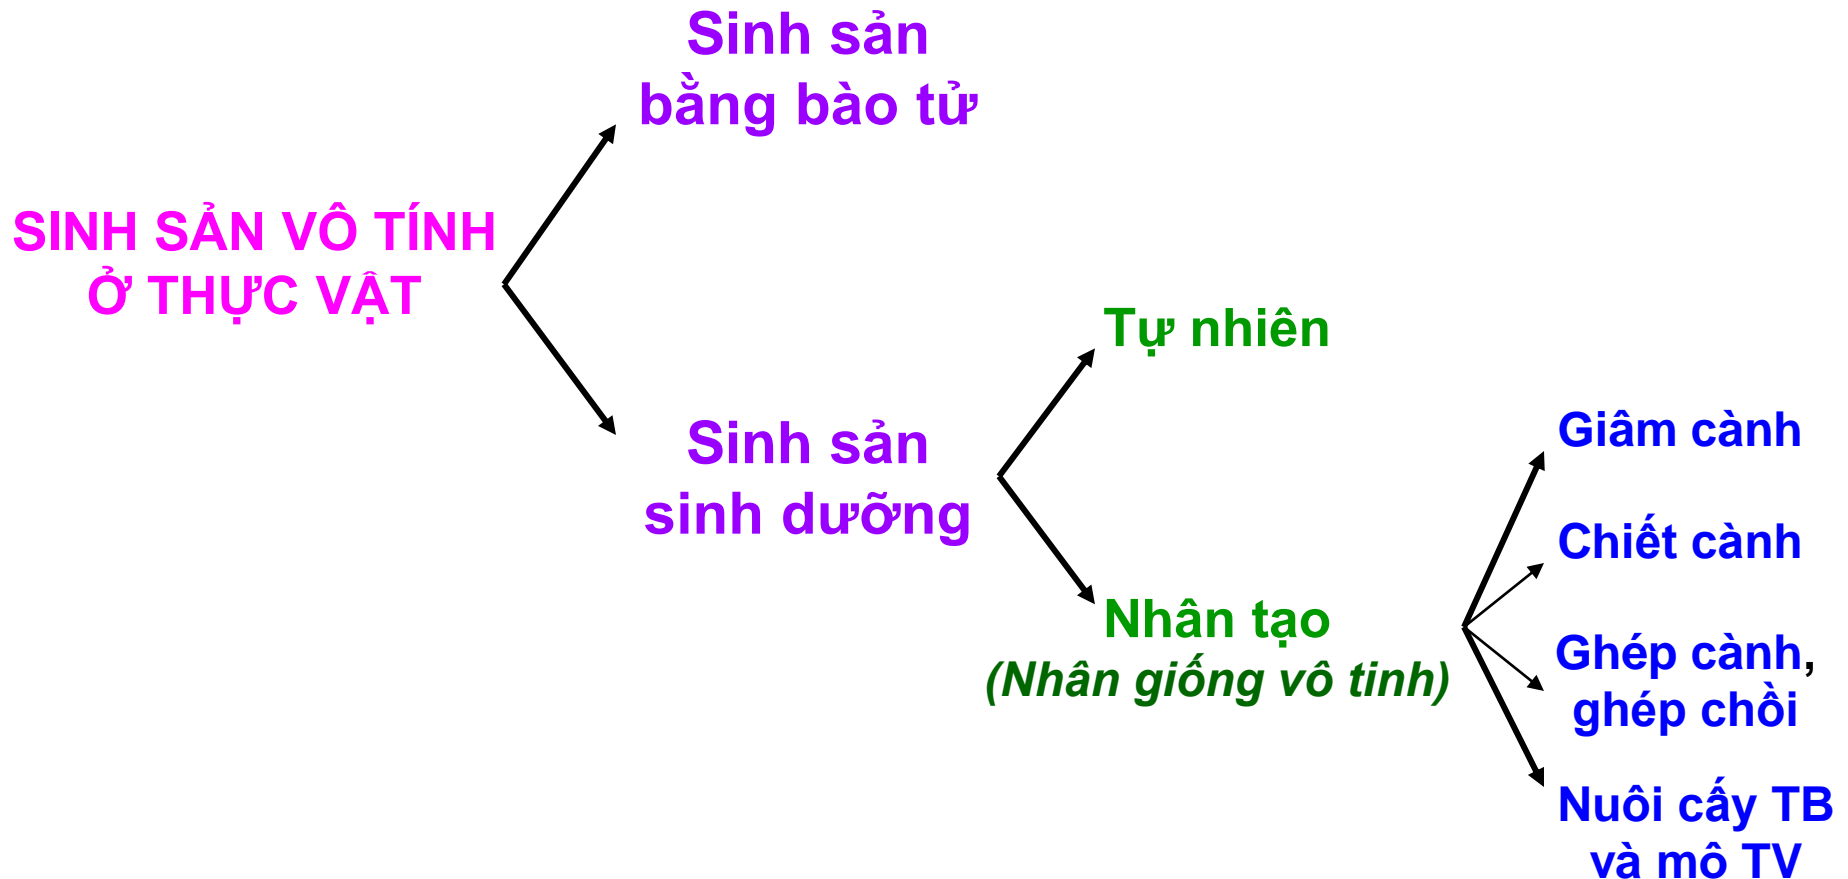 Sinh sản
bằng bào tử
SINH SẢN VÔ TÍNH
Ở THỰC VẬT
Tự nhiên
Sinh sản
sinh dưỡng
Nhân tạo
(Nhân giống vô tinh)
Giâm cành
Chiết cành
Ghép cành,
ghép chồi
Nuôi cấy TB
và mô TV